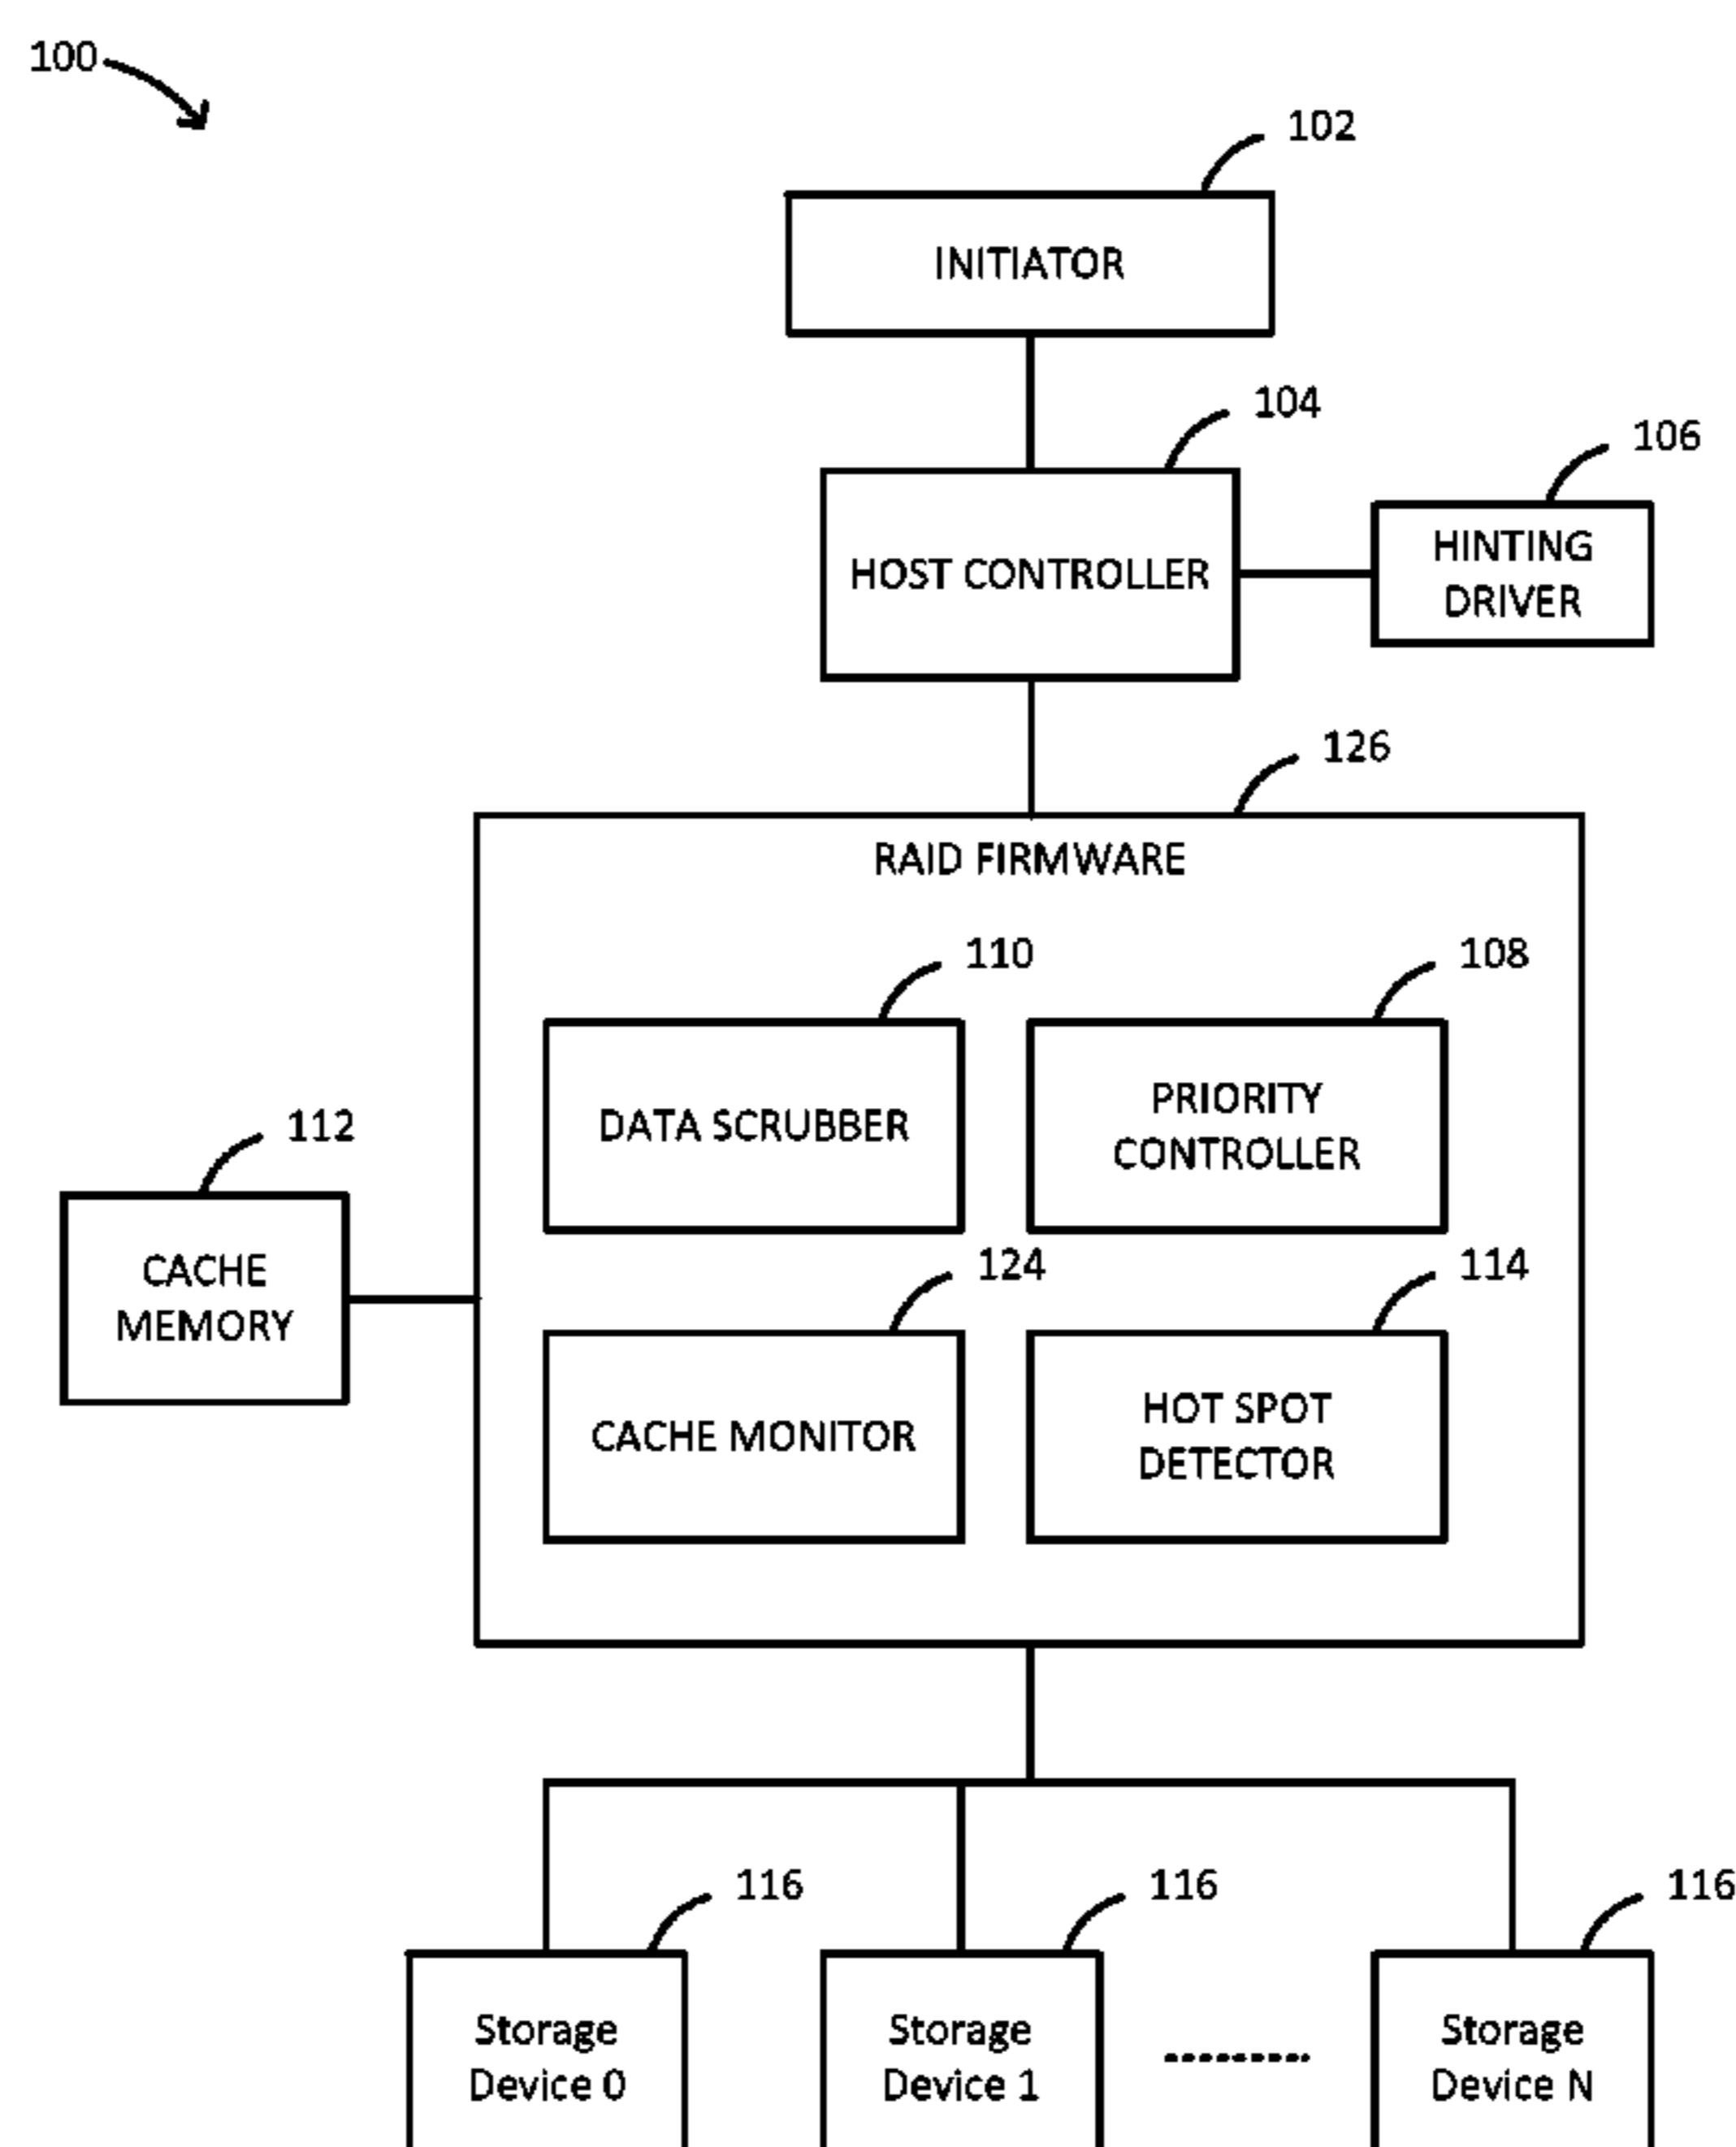 100
102
INITIATOR
104
106
HOST CONTROLLER
HINTING
DRIVER
126
RAID FIRMWARE
110
108
DATA SCRUBBER
PRIORITY
CONTROLLER
112
CACHE
MEMORY
124
114
CACHE MONITOR
HOT SPOT
DETECTOR
116
116
116
Storage
Device 0
Storage
Device 1
.........
Storage
Device N